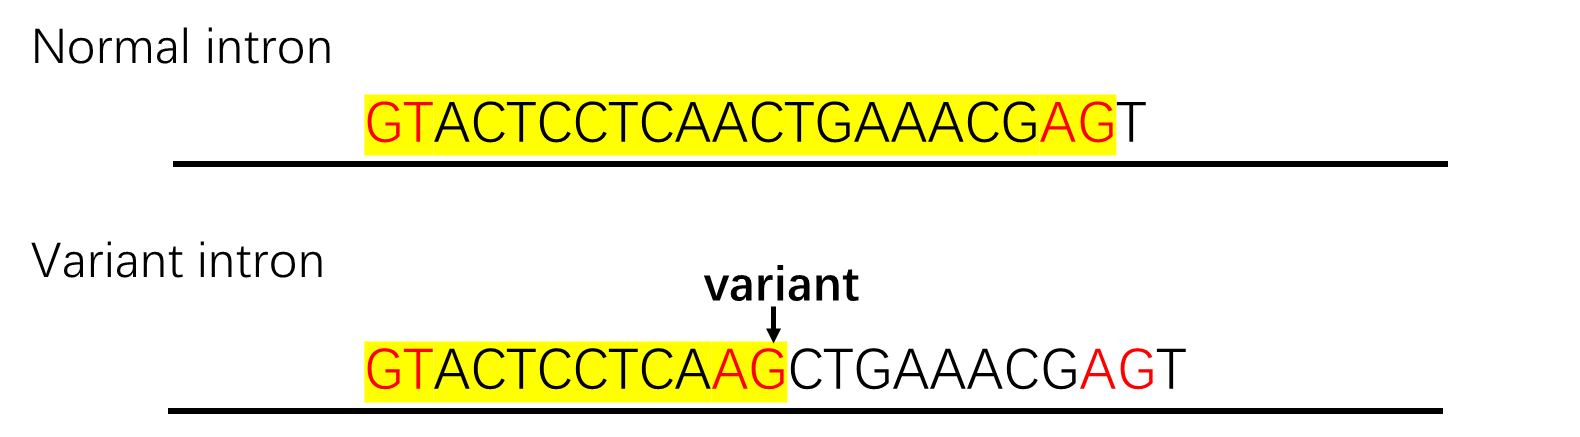 Normal intron
GTACTCCTCAACTGAAACGAGT
Variant intron
variant
GTACTCCTCAAGCTGAAACGAGT